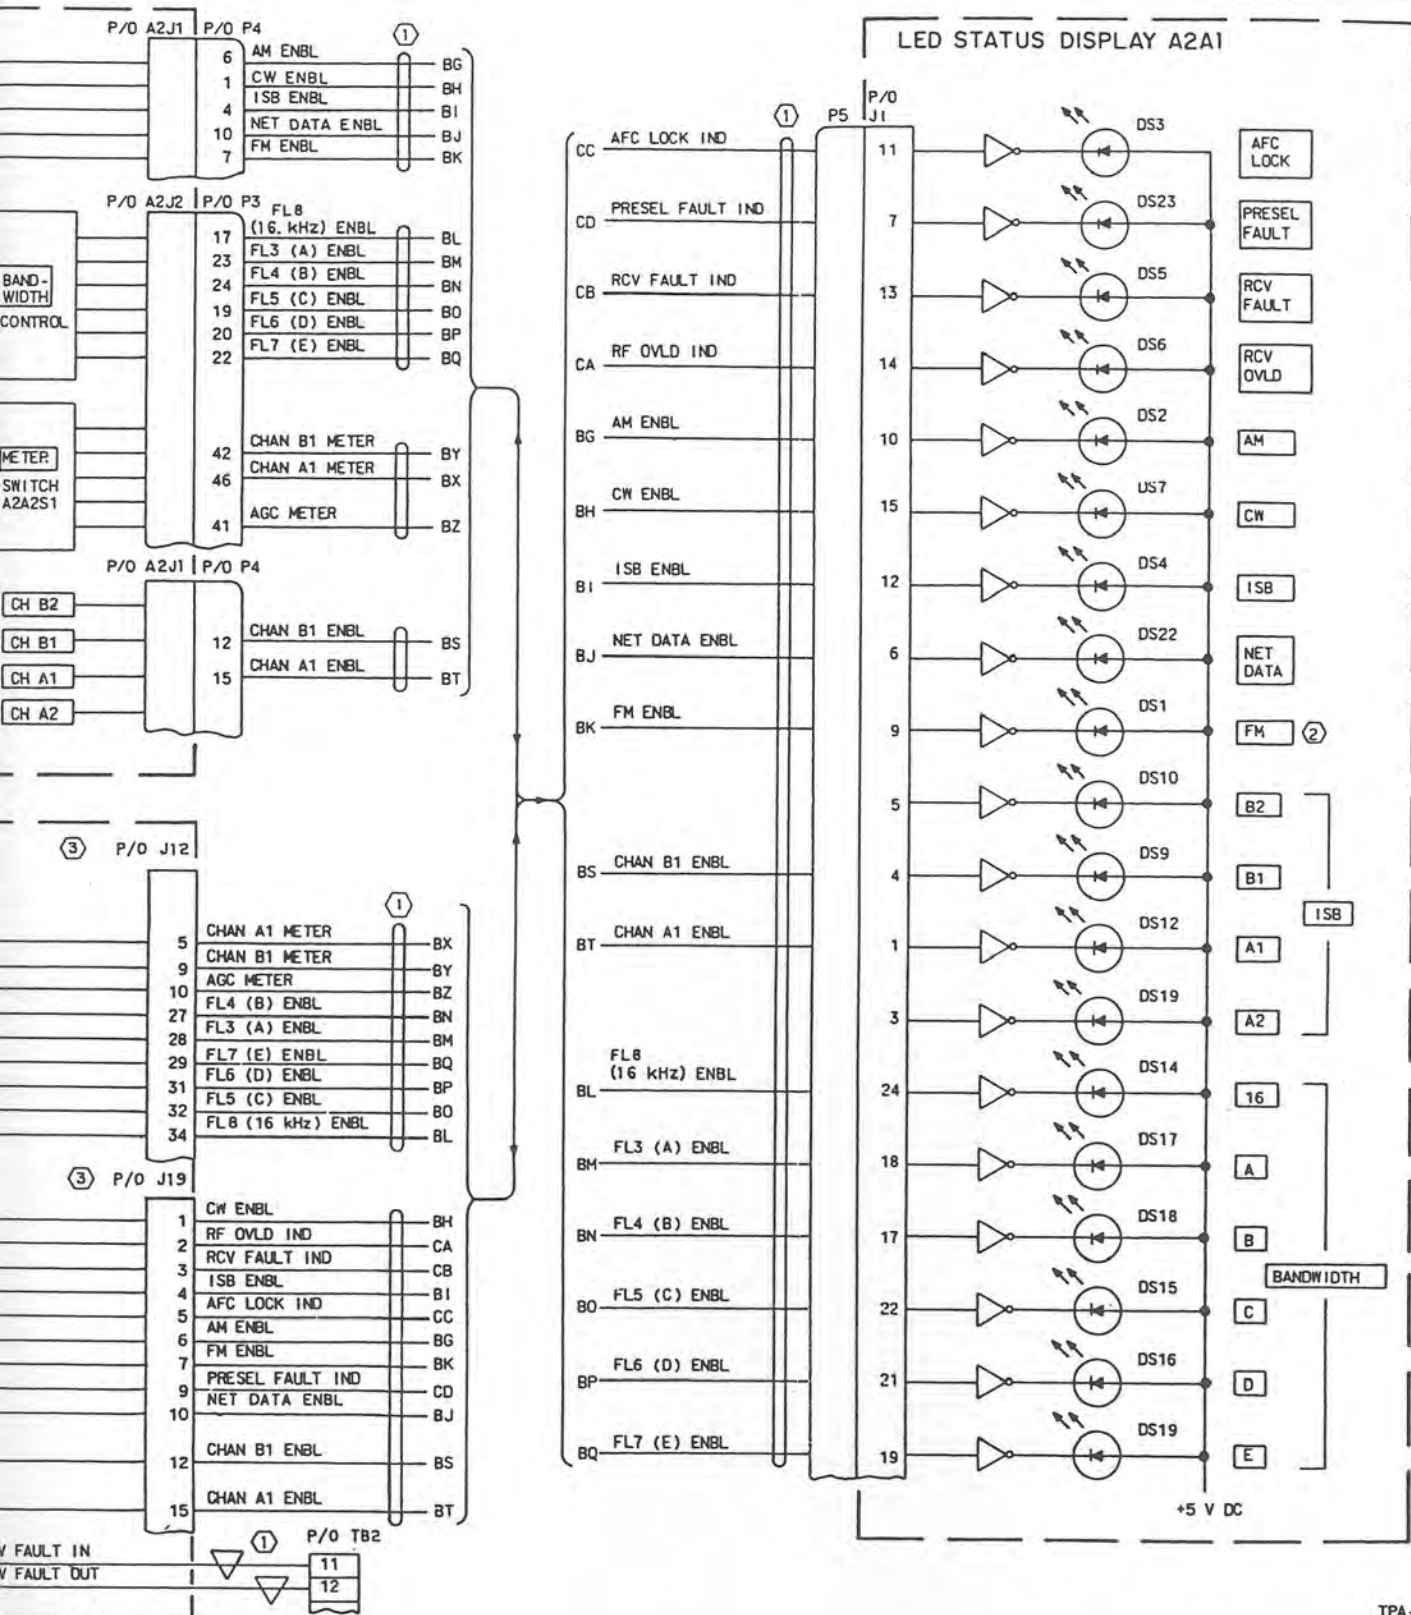 P/O A2J1 P/O P4
6 AM ENBL BG
1 CW ENBL BH
4 ISB ENBL BI
10 NET DATA ENBL BJ
7 FM ENBL BK
1
P/O A2J2 P/O P3
FL8
17 (16. kHz) ENBL BL
23 FL3 (A) ENBL BM
24 FL4 (B) ENBL BN
19 FL5 (C) ENBL BO
20 FL6 (D) ENBL BP
22 FL7 (E) ENBL BQ
BAND-
WIDTH
CONTROL
METER
SWITCH
A2A2S1
42 CHAN B1 METER BY
46 CHAN A1 METER BX
41 AGC METER BZ
P/O A2J1 P/O P4
CH B2
CH B1
CH A1
CH A2
12 CHAN B1 ENBL BS
15 CHAN A1 ENBL BT
3 P/O J12
1
5 CHAN A1 METER BX
9 CHAN B1 METER BY
10 AGC METER BZ
27 FL4 (B) ENBL BN
28 FL3 (A) ENBL BM
29 FL7 (E) ENBL BQ
31 FL6 (D) ENBL BP
32 FL5 (C) ENBL BO
34 FL8 (16 kHz) ENBL BL
3 P/O J19
1 CW ENBL BH
2 RF OVLD IND CA
3 RCV FAULT IND CB
4 ISB ENBL BI
5 AFC LOCK IND CC
6 AM ENBL BG
7 FM ENBL BK
9 PRESEL FAULT IND CD
10 NET DATA ENBL BJ
12 CHAN B1 ENBL BS
15 CHAN A1 ENBL BT
1 P/O TB2
V FAULT IN 11
V FAULT OUT 12
LED STATUS DISPLAY A2A1
1 P5 P/O
J1
CC AFC LOCK IND 11 DS3 AFC
LOCK
CD PRESEL FAULT IND 7 DS23 PRESEL
FAULT
CB RCV FAULT IND 13 DS5 RCV
FAULT
CA RF OVLD IND 14 DS6 RCV
OVLD
BG AM ENBL 10 DS2 AM
BH CW ENBL 15 DS7 CW
BI ISB ENBL 12 DS4 ISB
BJ NET DATA ENBL 6 DS22 NET
DATA
BK FM ENBL 9 DS1 FM 2
5 DS10 B2
BS CHAN B1 ENBL 4 DS9 B1
ISB
BT CHAN A1 ENBL 1 DS12 A1
3 DS19 A2
FL8
(16 kHz) ENBL
BL 24 DS14 16
BM FL3 (A) ENBL 18 DS17 A
BN FL4 (B) ENBL 17 DS18 B
BANDWIDTH
BO FL5 (C) ENBL 22 DS15 C
BP FL6 (D) ENBL 21 DS16 D
BQ FL7 (E) ENBL 19 DS19 E
+5 V DC
TPA-